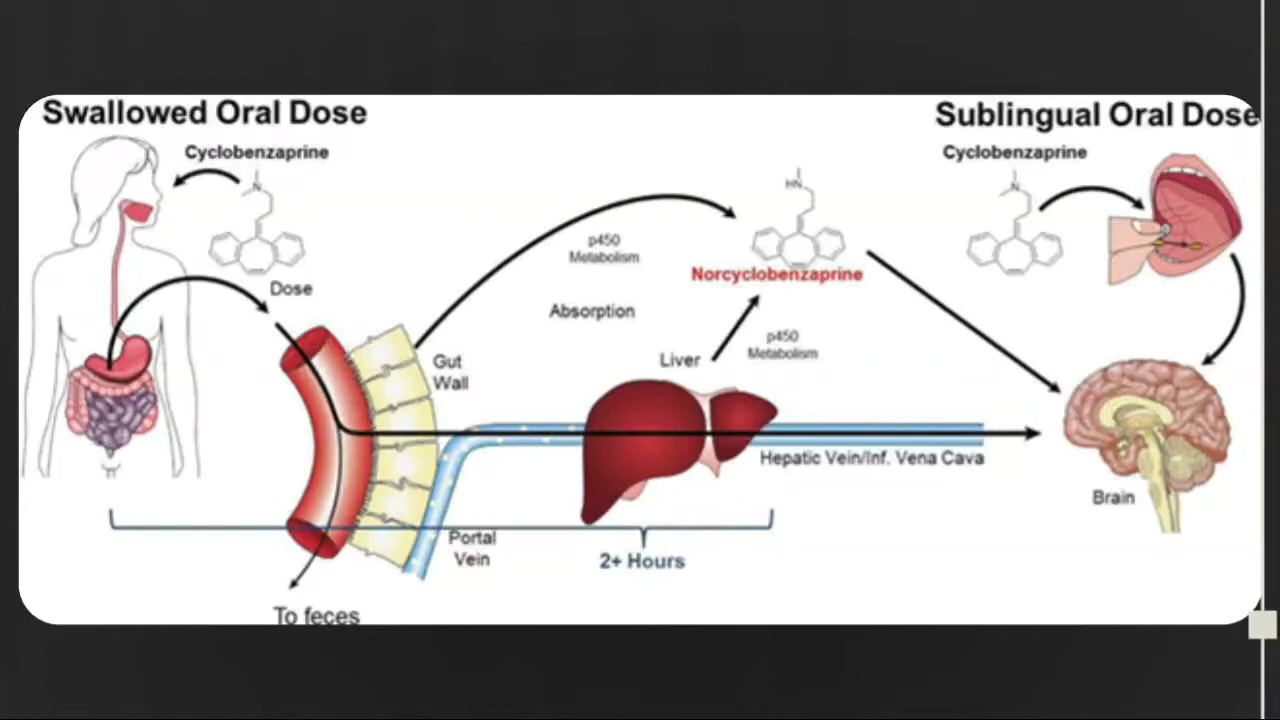 Swallowed Oral Dose
Sublingual Oral Dose
Cyclobenzaprine
Cyclobenzaprine
N
HN
N
p450
Metabolism
Norcyclobenzaprine
Dose
Absorption
p450
Metabolism
Liver
Gut
Wall
Hepatic Vein/Inf. Vena Cava
Brain
Portal
Vein
2+ Hours
To feces